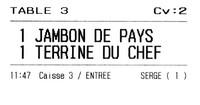 TABLE 3 Cv:2
1 JAMBON DE PAYS
1 TERRINE DU CHEF
11:47 Caisse 3 / ENTREE SERGE ( 1 )